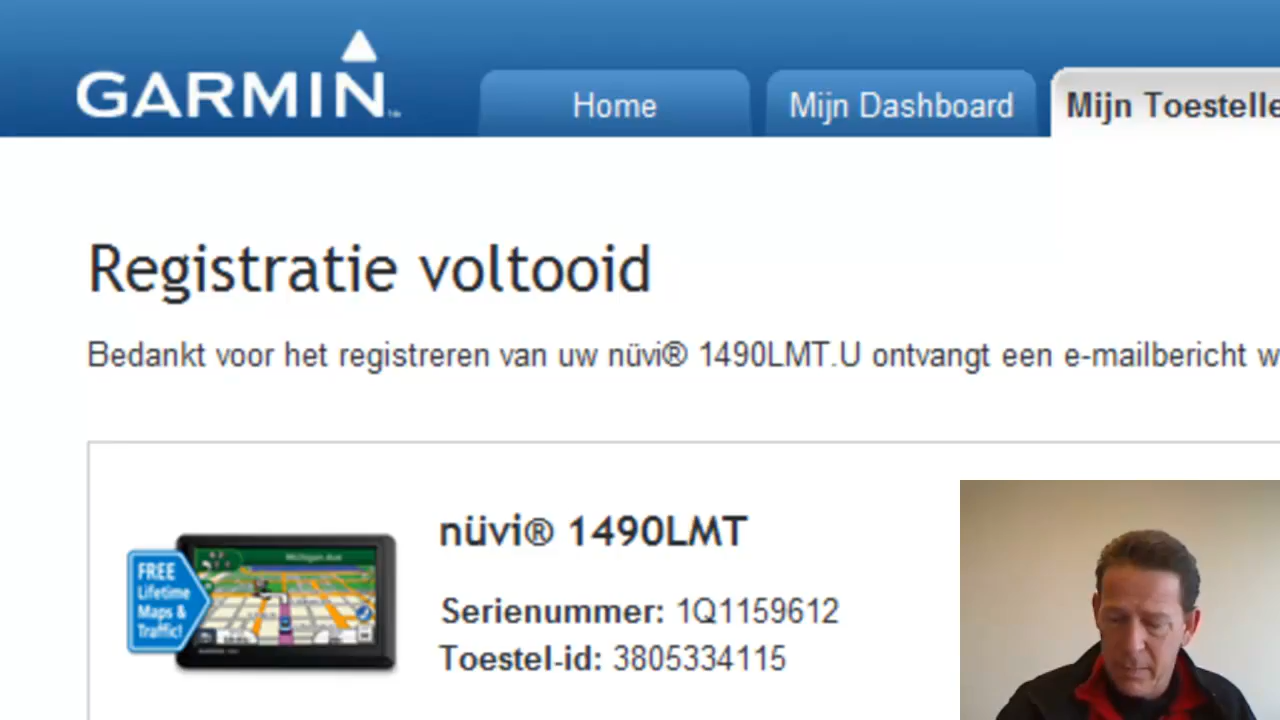 GARMIN
Home
Mijn Dashboard
Mijn Toestelle
Registratie voltooid
Bedankt voor het registreren van uw nüvi® 1490LMT.U ontvangt een e-mailbericht w
nüvi® 1490LMT
FREE
Lifetime
Maps &
Traffic!
Serienummer: 1Q1159612
Toestel-id: 3805334115